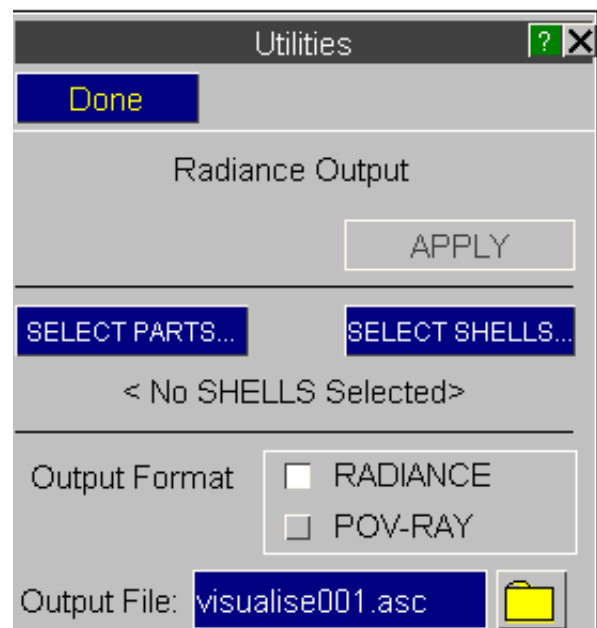 Utilities ? X
Done
Radiance Output
APPLY
SELECT PARTS... SELECT SHELLS...
< No SHELLS Selected>
Output Format RADIANCE
POV-RAY
Output File: visualise001.asc